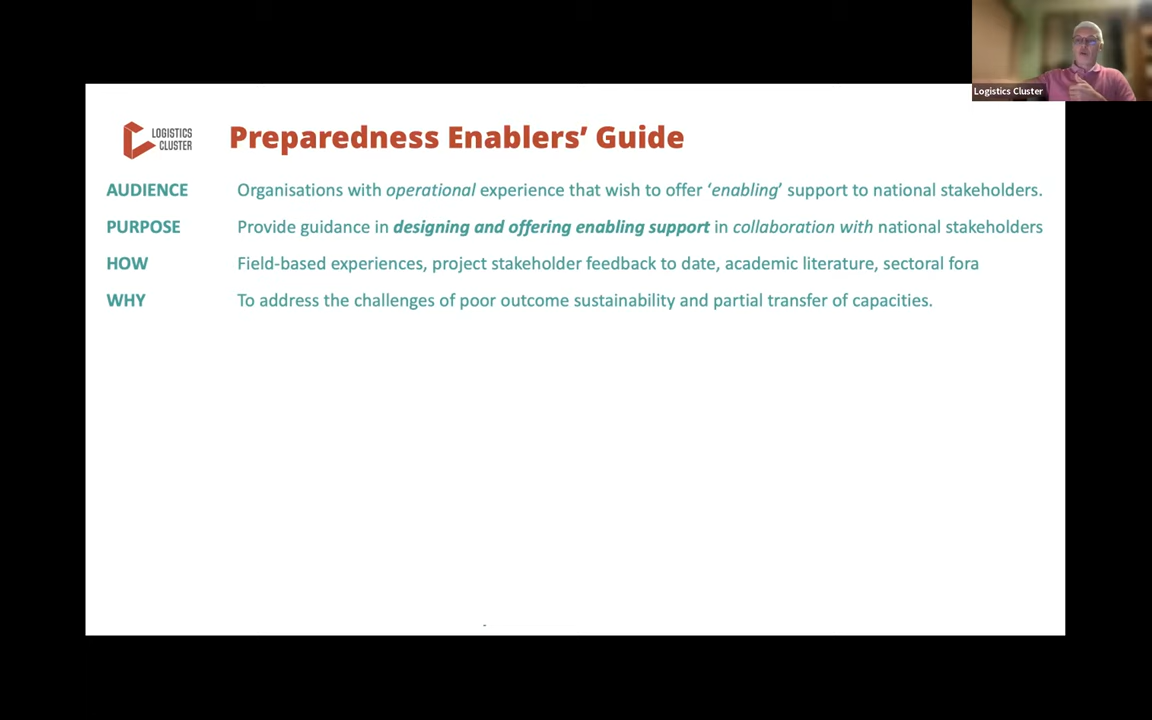 Logistics Cluster
LOGISTICS
CLUSTER
Preparedness Enablers’ Guide
AUDIENCE Organisations with operational experience that wish to offer ‘enabling’ support to national stakeholders.
PURPOSE Provide guidance in designing and offering enabling support in collaboration with national stakeholders
HOW Field-based experiences, project stakeholder feedback to date, academic literature, sectoral fora
WHY To address the challenges of poor outcome sustainability and partial transfer of capacities.